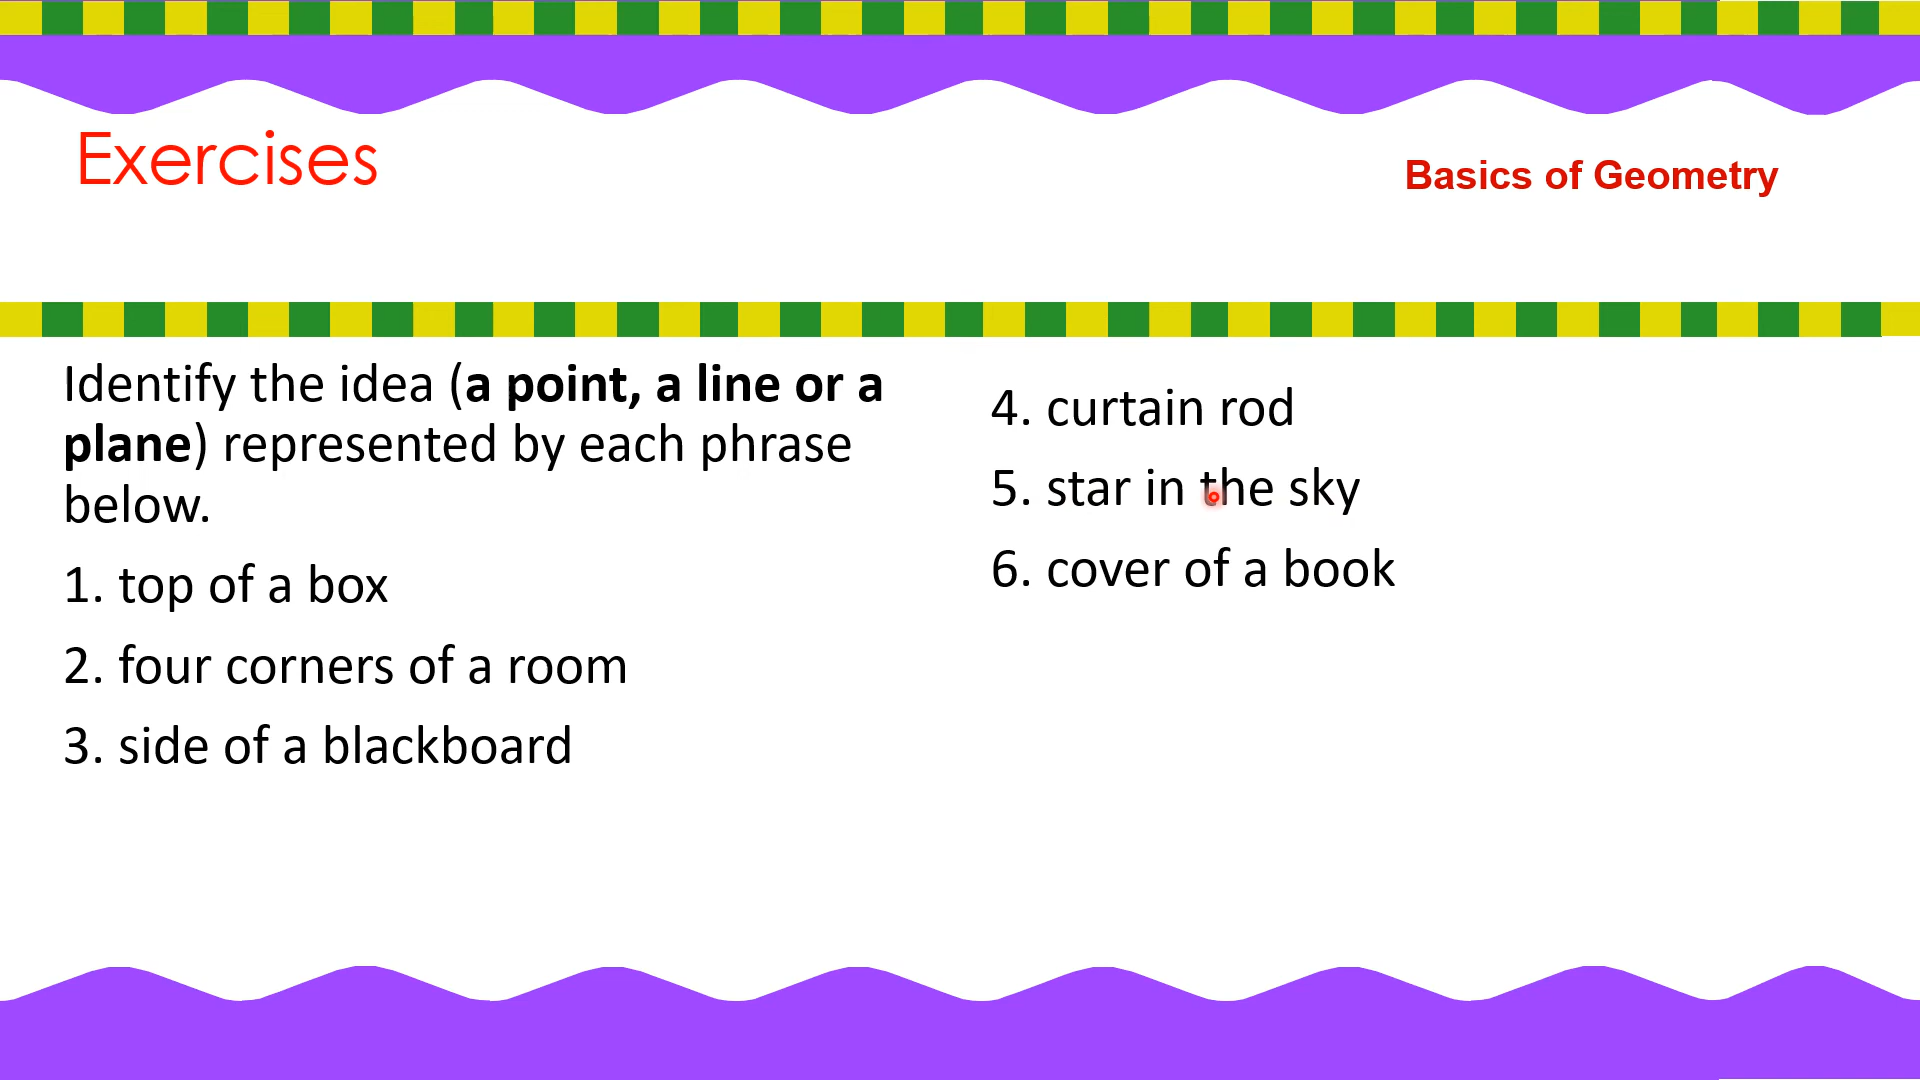 Exercises
Basics of Geometry
Identify the idea (a point, a line or a
plane) represented by each phrase
below.
1. top of a box
2. four corners of a room
3. side of a blackboard
4. curtain rod
5. star in the sky
6. cover of a book